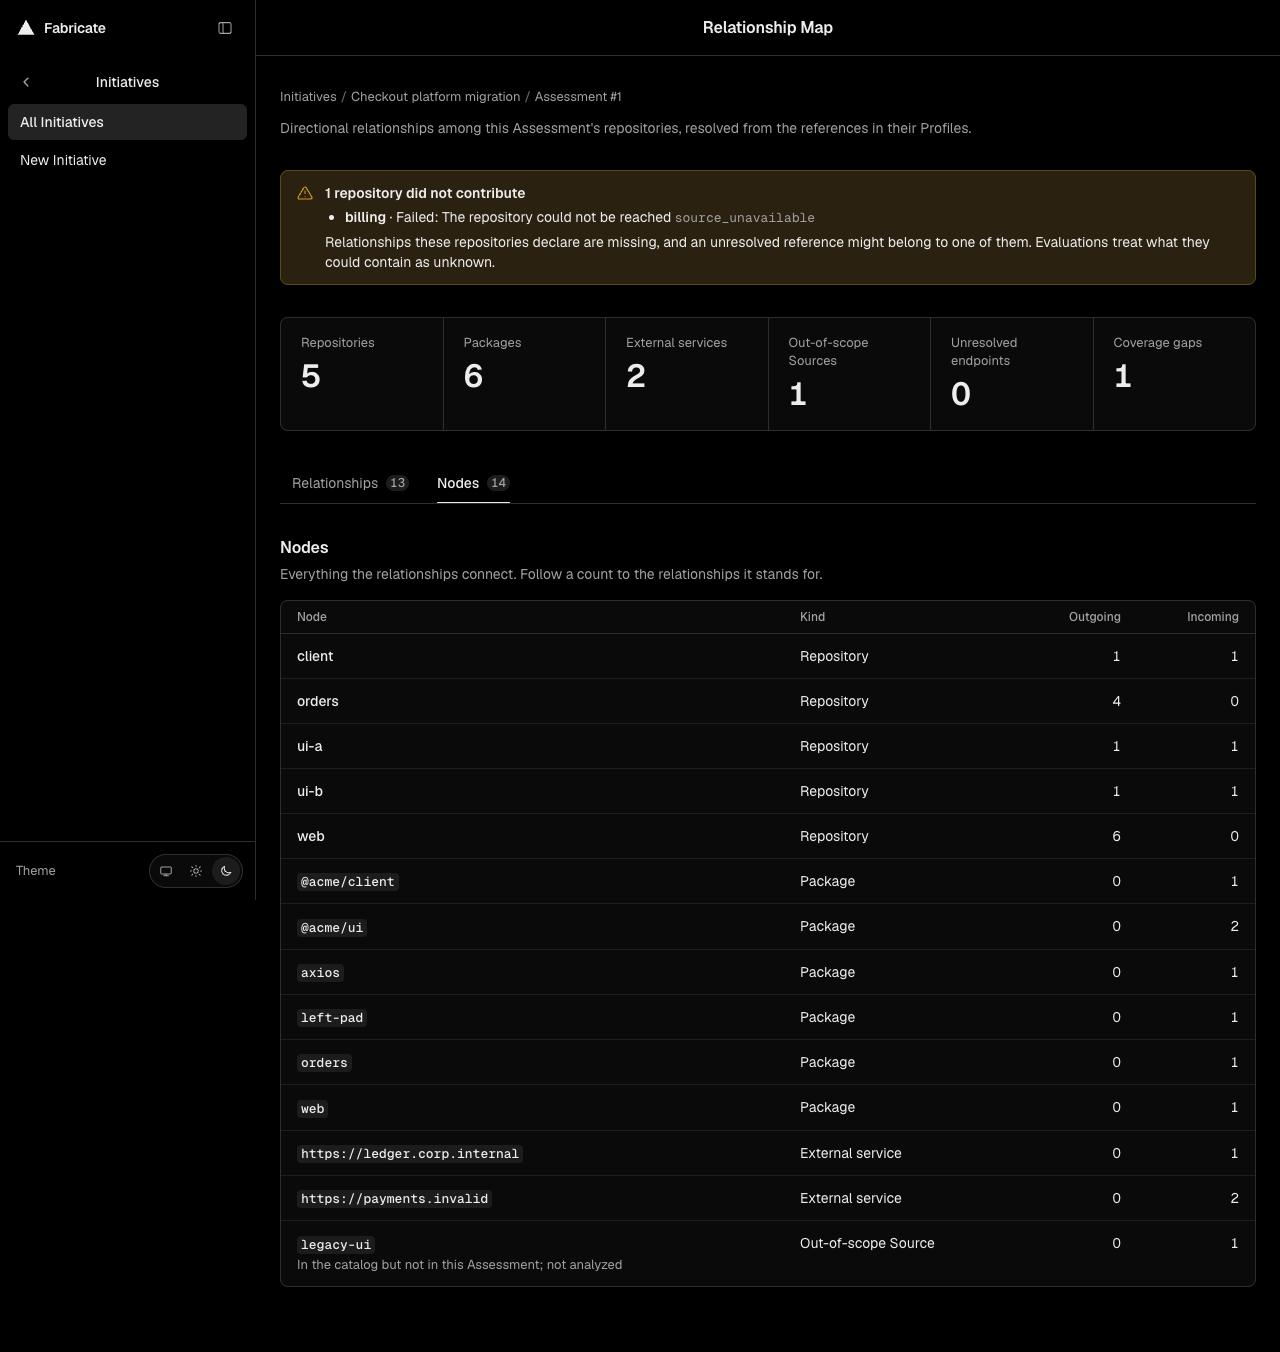 Fabricate
Relationship Map
Initiatives
All Initiatives
New Initiative
Initiatives / Checkout platform migration / Assessment #1
Directional relationships among this Assessment's repositories, resolved from the references in their Profiles.
1 repository did not contribute
• billing · Failed: The repository could not be reached source_unavailable
Relationships these repositories declare are missing, and an unresolved reference might belong to one of them. Evaluations treat what they
could contain as unknown.
Repositories
5
Packages
6
External services
2
Out-of-scope
Sources
1
Unresolved
endpoints
0
Coverage gaps
1
Relationships 13 Nodes 14
Nodes
Everything the relationships connect. Follow a count to the relationships it stands for.
Node Kind Outgoing Incoming
client Repository 1 1
orders Repository 4 0
ui-a Repository 1 1
ui-b Repository 1 1
web Repository 6 0
@acme/client Package 0 1
@acme/ui Package 0 2
axios Package 0 1
left-pad Package 0 1
orders Package 0 1
web Package 0 1
https://ledger.corp.internal External service 0 1
https://payments.invalid External service 0 2
legacy-ui Out-of-scope Source 0 1
In the catalog but not in this Assessment; not analyzed
Theme